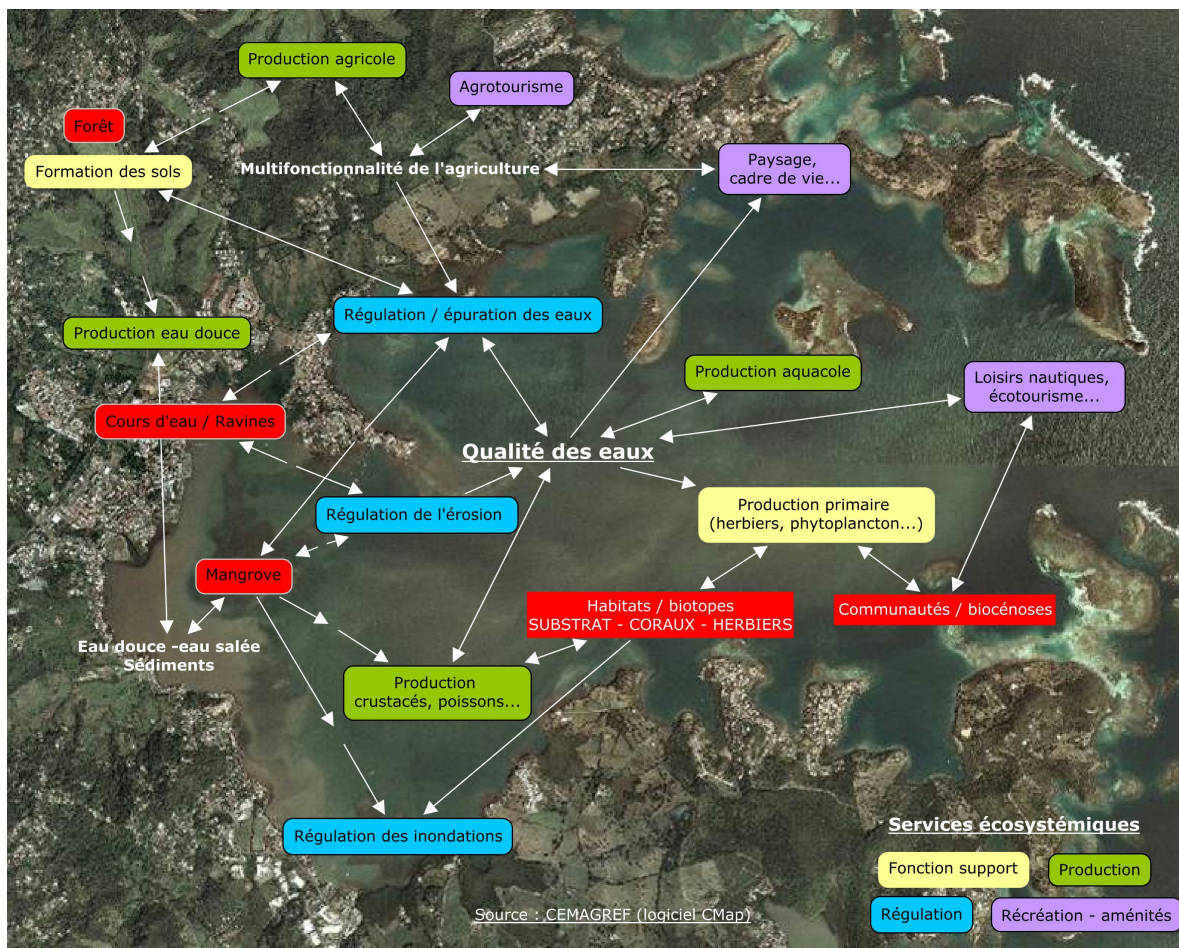 Production agricole
Agrotourisme
Forêt
Formation des sols
Multifonctionnalité de l'agriculture
Paysage,
cadre de vie...
Régulation / épuration des eaux
Production eau douce
Production aquacole
Loisirs nautiques,
écotourisme...
Cours d'eau / Ravines
Qualité des eaux
Régulation de l'érosion
Production primaire
(herbiers, phytoplancton...)
Mangrove
Habitats / biotopes
SUBSTRAT - CORAUX - HERBIERS
Communautés / biocénoses
Eau douce -eau salée
Sédiments
Production
crustacés, poissons...
Régulation des inondations
Services écosystémiques
Fonction support
Production
Régulation
Récréation - aménités
Source : CEMAGREF (logiciel CMap)